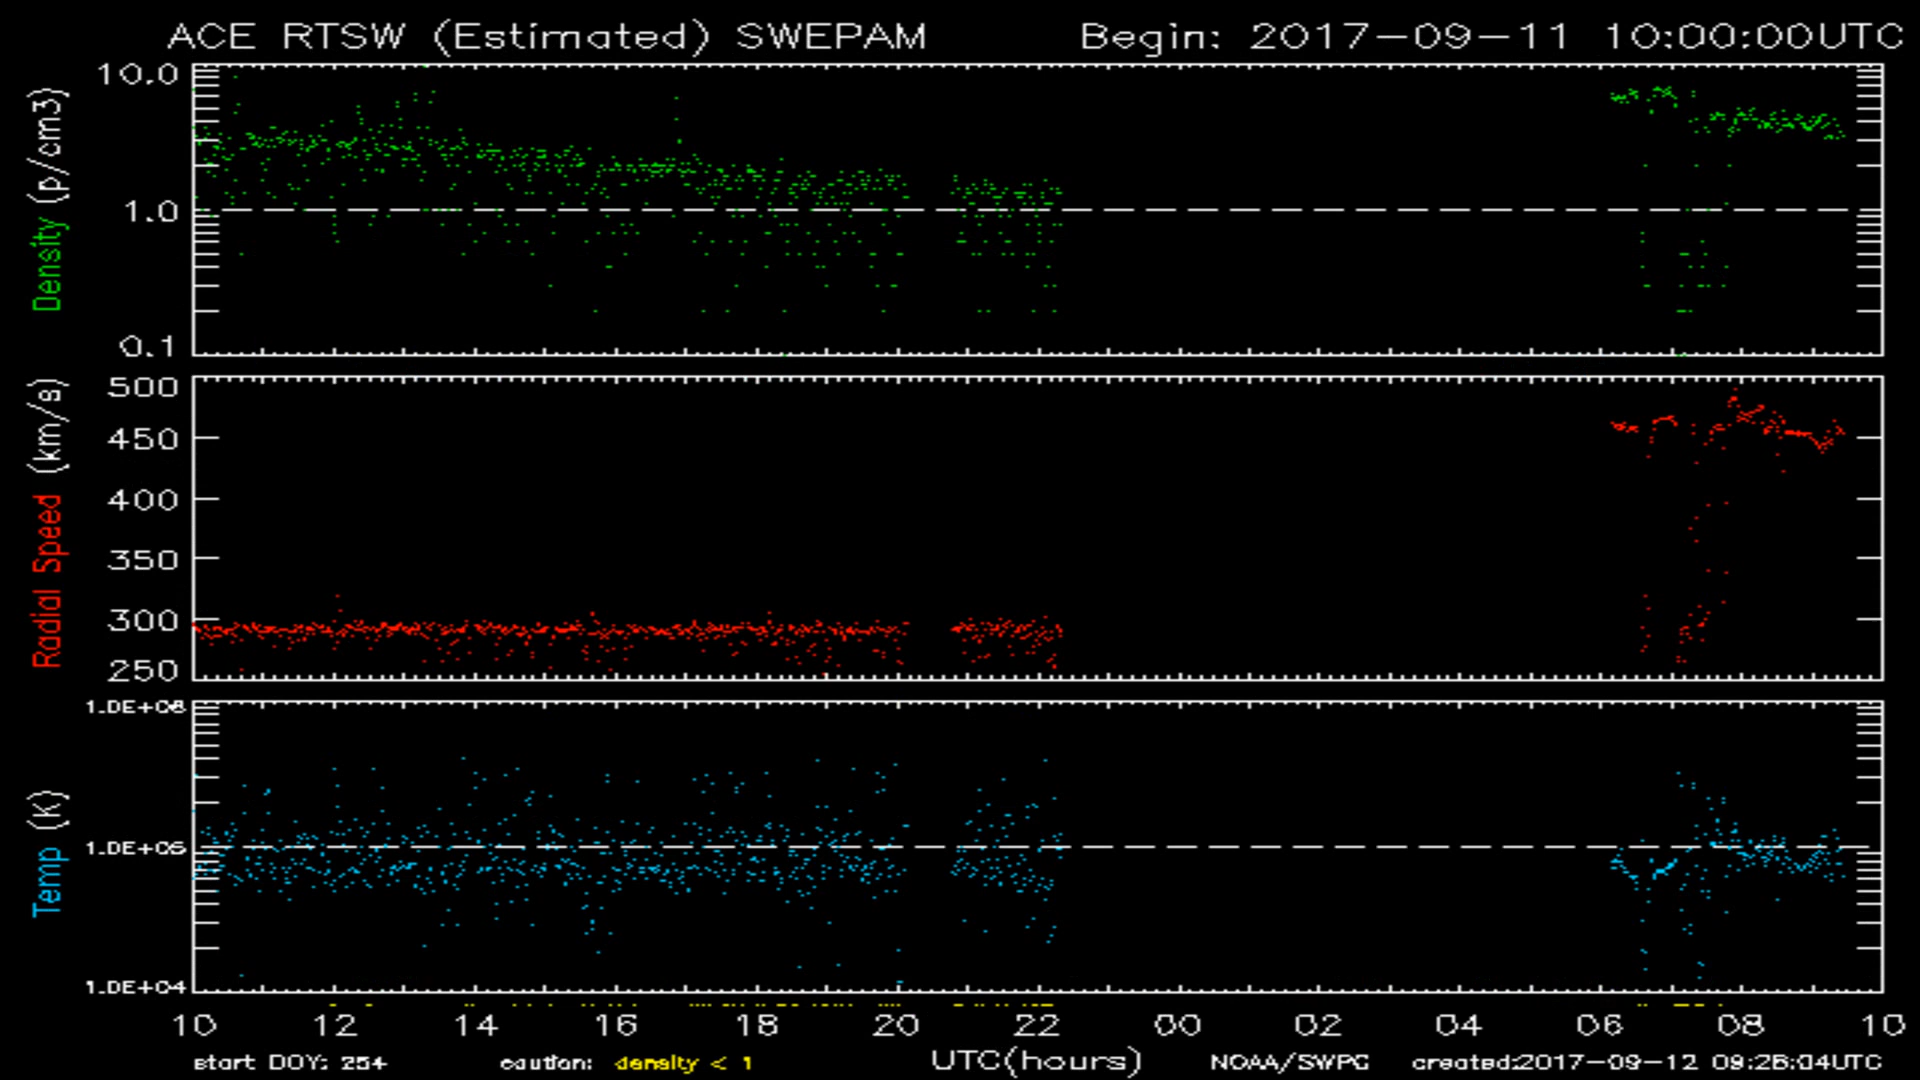 ACE RTSW (Estimated) SWEPAM Begin: 2017-09-11 10:00:00UTC
Density (p/cm3)
10.0
1.0
0.1
Radial Speed (km/s)
500
450
400
350
300
250
Temp (K)
1.0E+06
1.0E+05
1.0E+04
10 12 14 16 18 20 22 00 02 04 06 08 10
UTC(hours)
start DOY: 254 caution: density < 1 NOAA/SWPC created:2017-09-12 09:26:04UTC